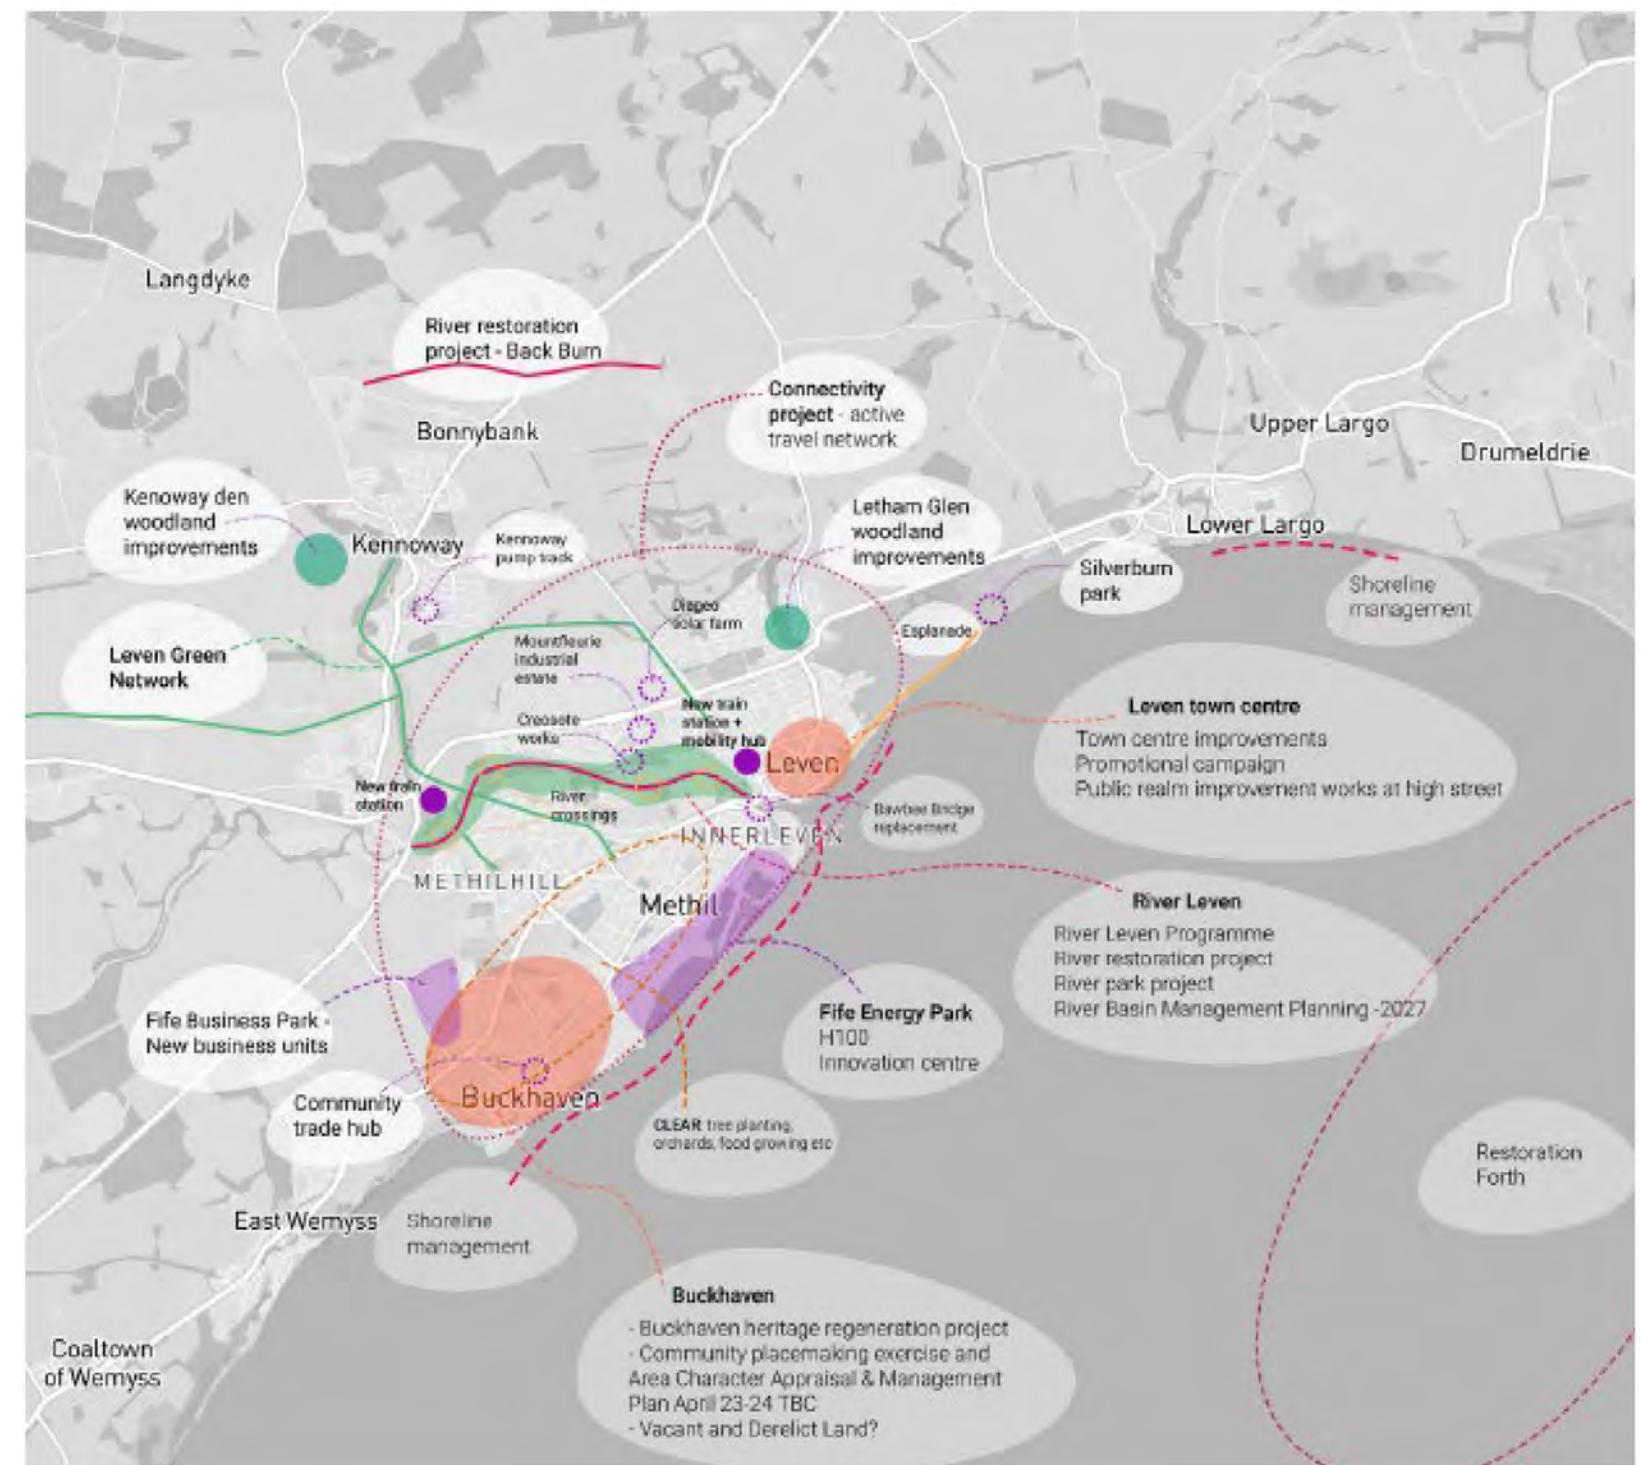 Langdyke
River restoration
project - Back Burn
Connectivity
project - active
travel network
Bonnybank
Upper Largo
Drumeldrie
Kenoway den
woodland
improvements
Kennoway
Kennoway
pump track
Letham Glen
woodland
improvements
Lower Largo
Silverburn
park
Shoreline
management
Diageo
solar farm
Esplanade
Mountfleurie
industrial
estate
Leven Green
Network
New train
station +
mobility hub
Creosote
works
Leven town centre
Town centre improvements
Promotional campaign
Public realm improvement works at high street
Leven
New train
station
River
crossings
Bawbee Bridge
replacement
INNERLEVEN
METHILHILL
Methil
River Leven
River Leven Programme
River restoration project
River park project
River Basin Management Planning -2027
Fife Business Park -
New business units
Fife Energy Park
H100
Innovation centre
Community
trade hub
Buckhaven
CLEAR tree planting,
orchards, food growing etc
Restoration
Forth
East Wemyss
Shoreline
management
Buckhaven
- Buckhaven heritage regeneration project
- Community placemaking exercise and
Area Character Appraisal & Management
Plan April 23-24 TBC
- Vacant and Derelict Land?
Coaltown
of Wemyss